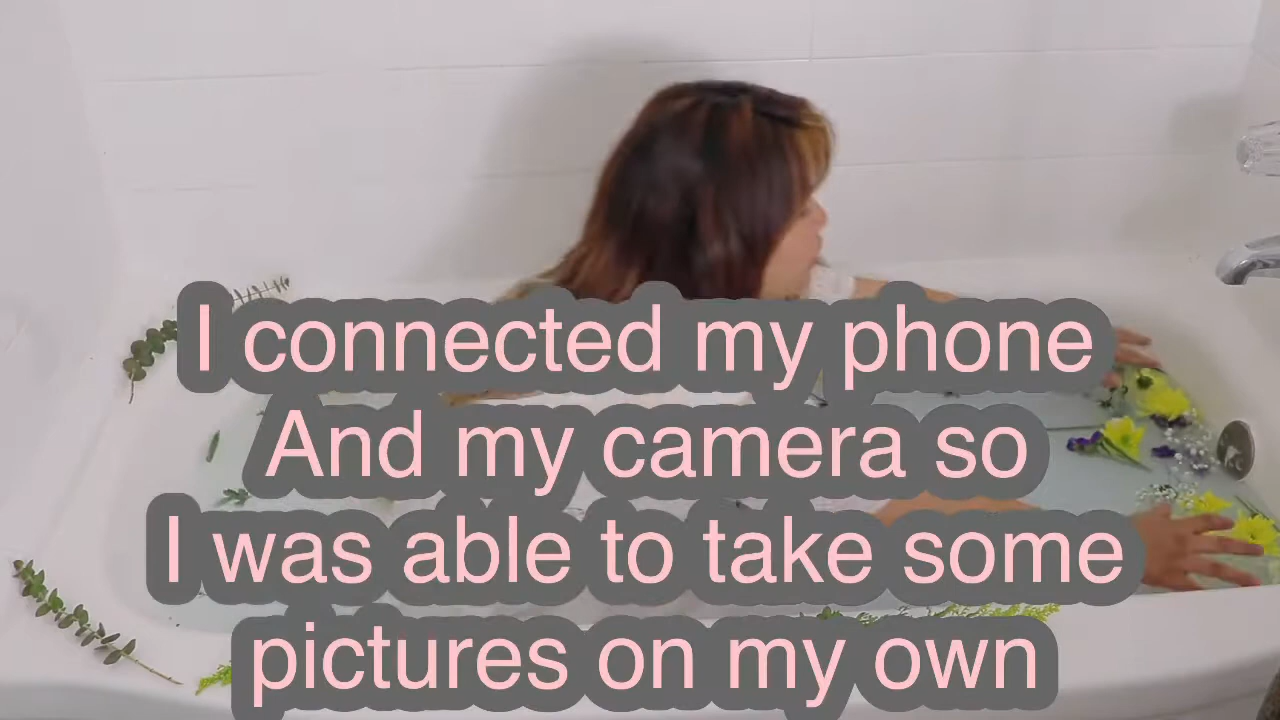 I connected my phone
And my camera so
I was able to take some
pictures on my own